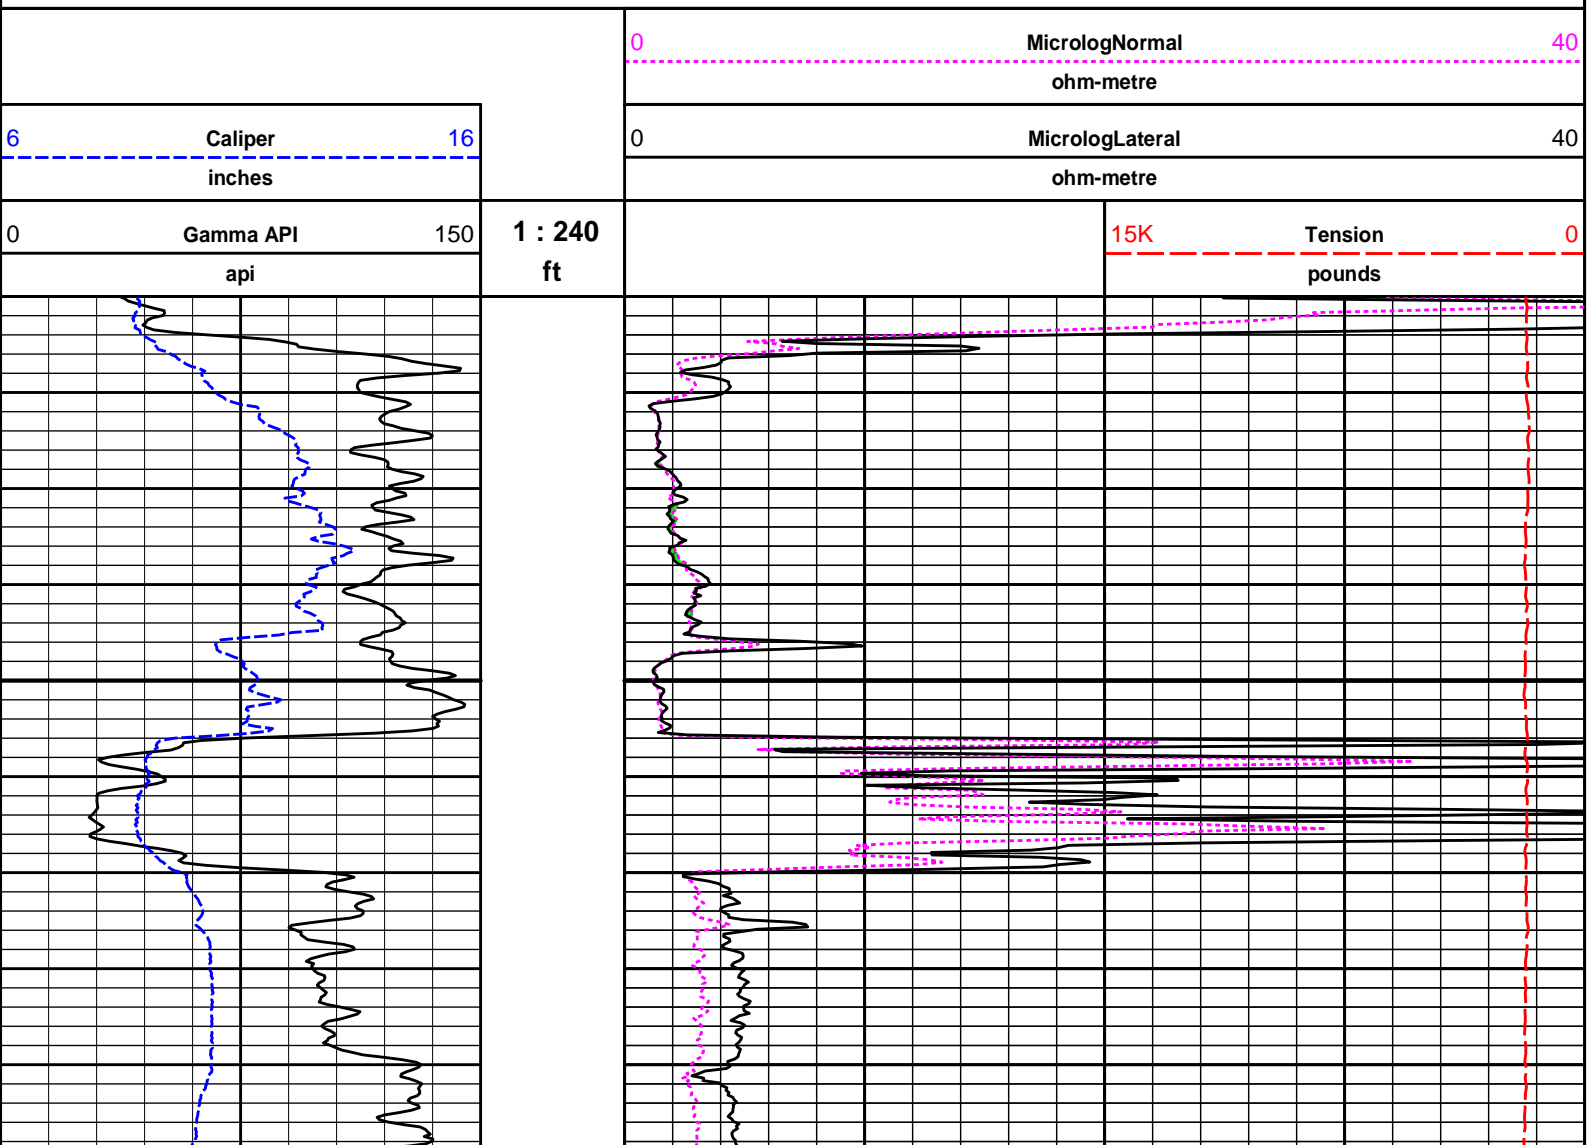 0 MicrologNormal 40
ohm-metre
6 Caliper 16
0 MicrologLateral 40
inches
ohm-metre
0 Gamma API 150
1 : 240
15K Tension 0
api
ft
pounds